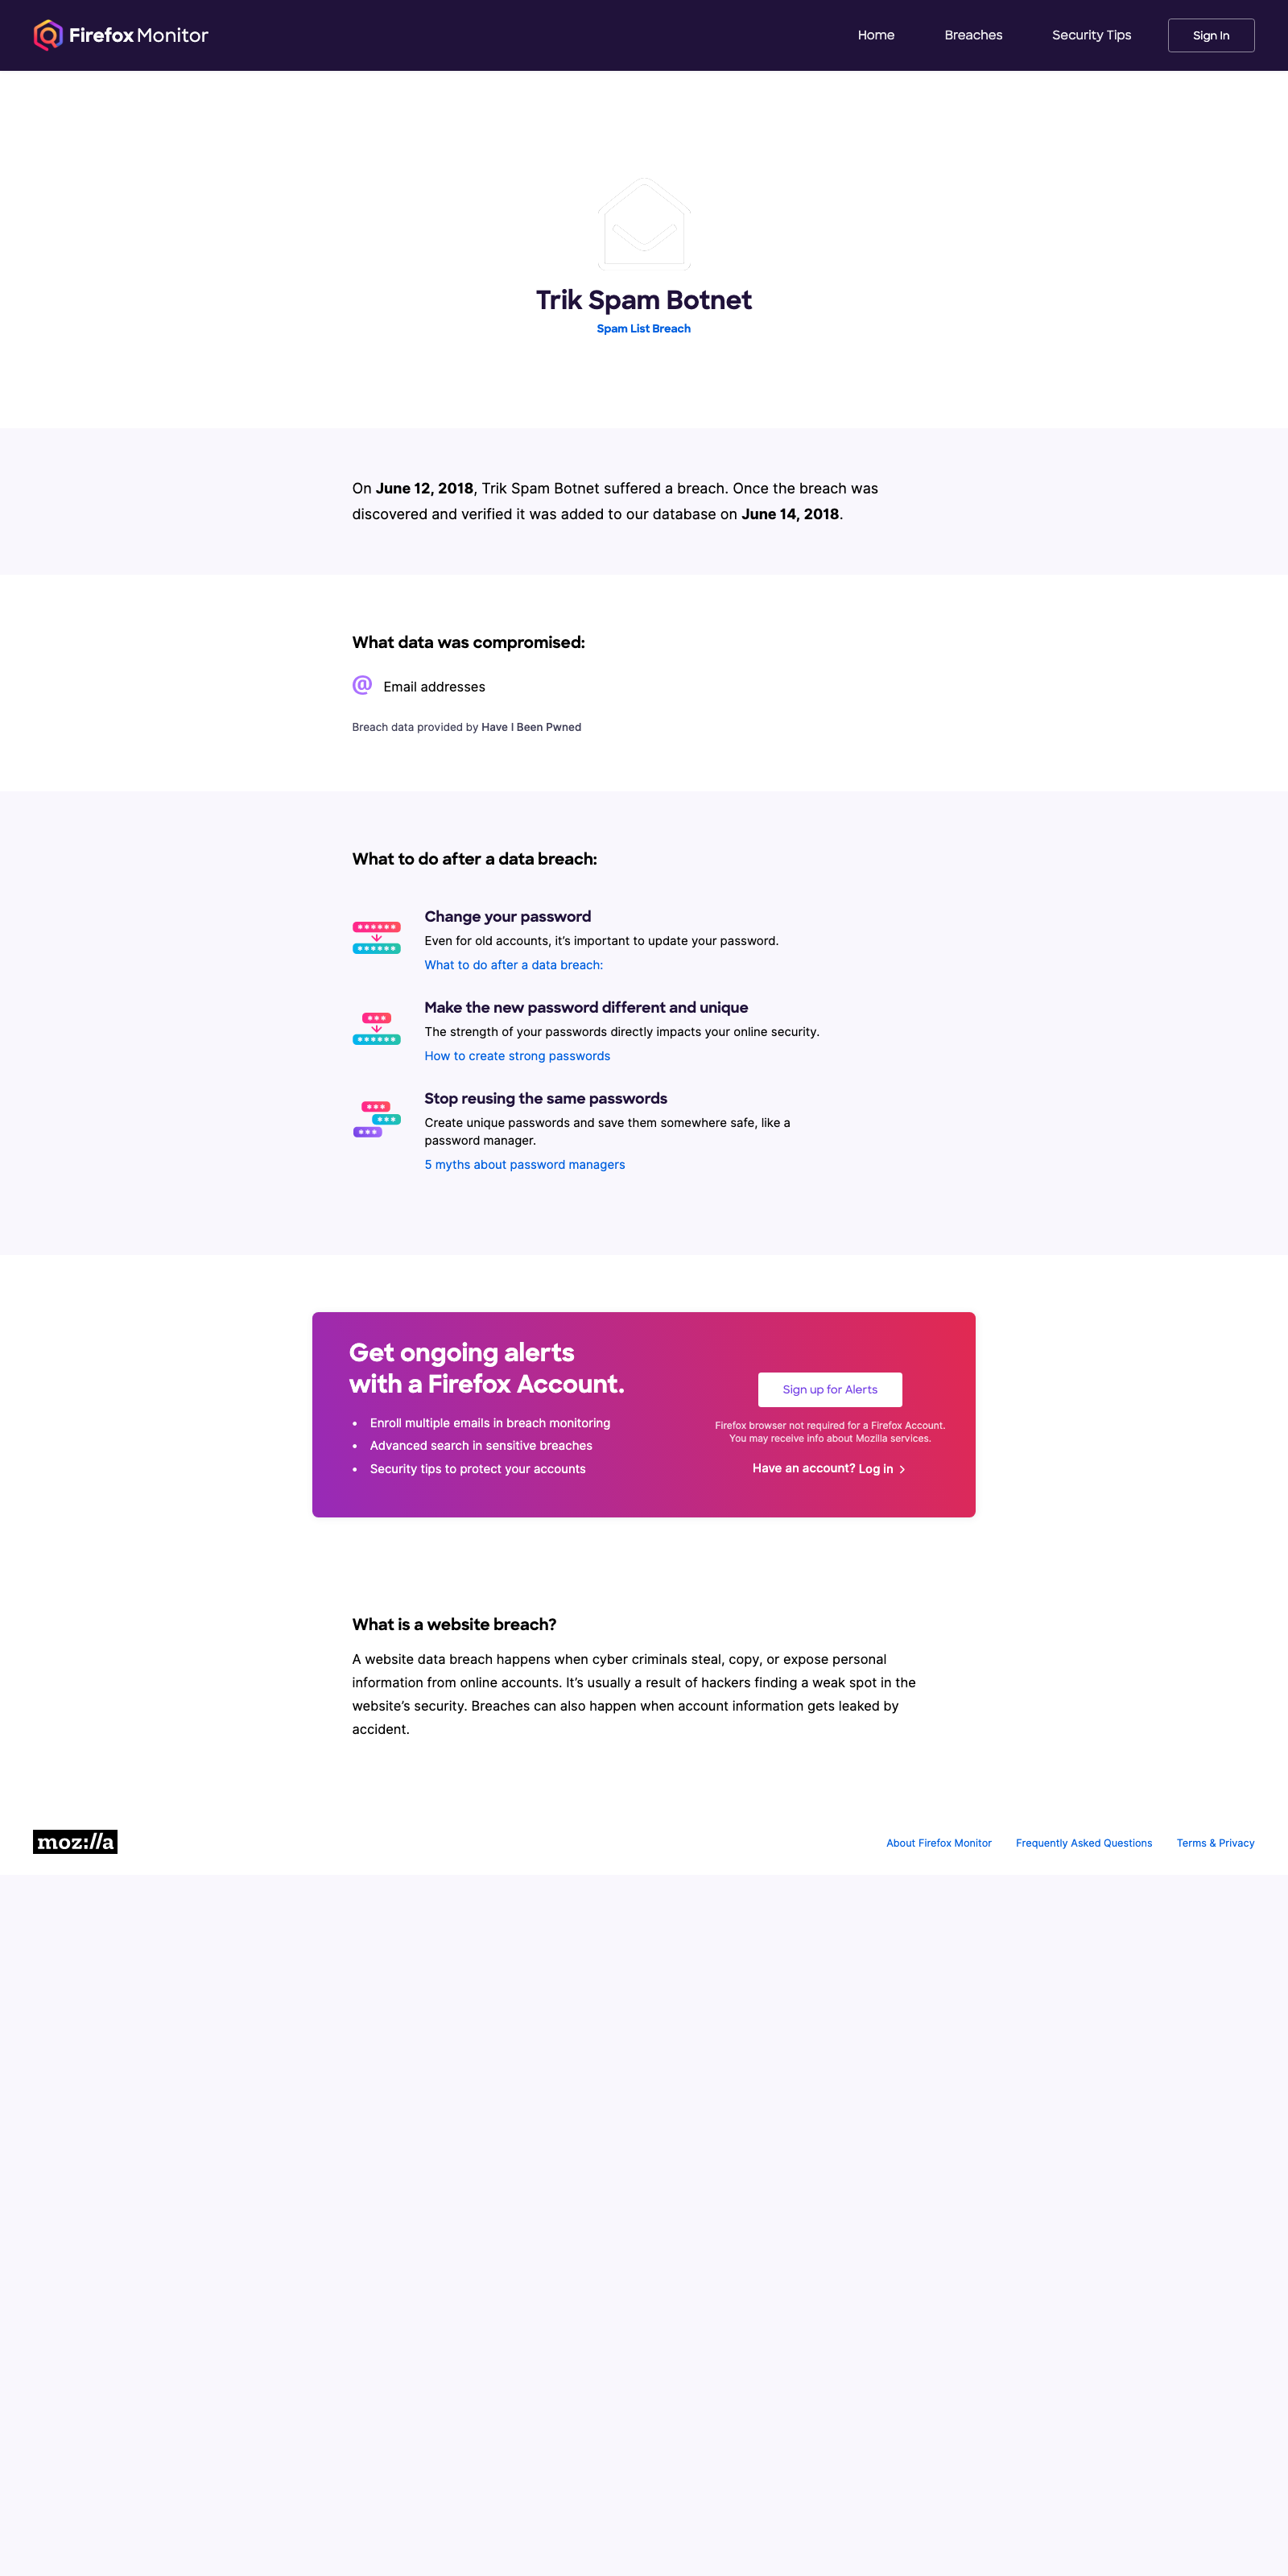 Firefox Monitor
Home
Breaches
Security Tips
Sign In
Trik Spam Botnet
Spam List Breach
On June 12, 2018, Trik Spam Botnet suffered a breach. Once the breach was
discovered and verified it was added to our database on June 14, 2018.
What data was compromised:
@ Email addresses
Breach data provided by Have I Been Pwned
What to do after a data breach:
Change your password
Even for old accounts, it’s important to update your password.
What to do after a data breach:
Make the new password different and unique
The strength of your passwords directly impacts your online security.
How to create strong passwords
Stop reusing the same passwords
Create unique passwords and save them somewhere safe, like a
password manager.
5 myths about password managers
Get ongoing alerts
with a Firefox Account.
• Enroll multiple emails in breach monitoring
• Advanced search in sensitive breaches
• Security tips to protect your accounts
Sign up for Alerts
Firefox browser not required for a Firefox Account.
You may receive info about Mozilla services.
Have an account? Log in
What is a website breach?
A website data breach happens when cyber criminals steal, copy, or expose personal
information from online accounts. It’s usually a result of hackers finding a weak spot in the
website’s security. Breaches can also happen when account information gets leaked by
accident.
moz://a
About Firefox Monitor
Frequently Asked Questions
Terms & Privacy